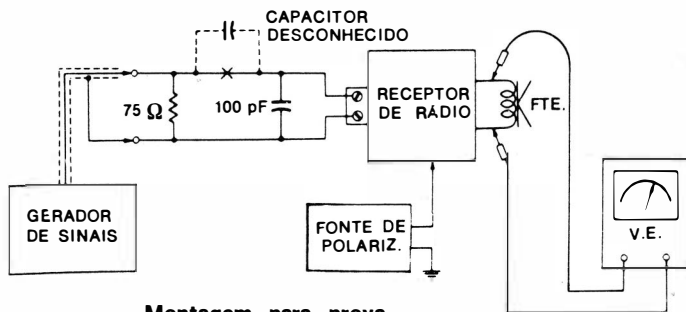 CAPACITOR
DESCONHECIDO
75 Ω
100 pF
RECEPTOR
DE RÁDIO
FTE.
GERADOR
DE SINAIS
FONTE DE
POLARIZ.
V.E.
Montagem para prova